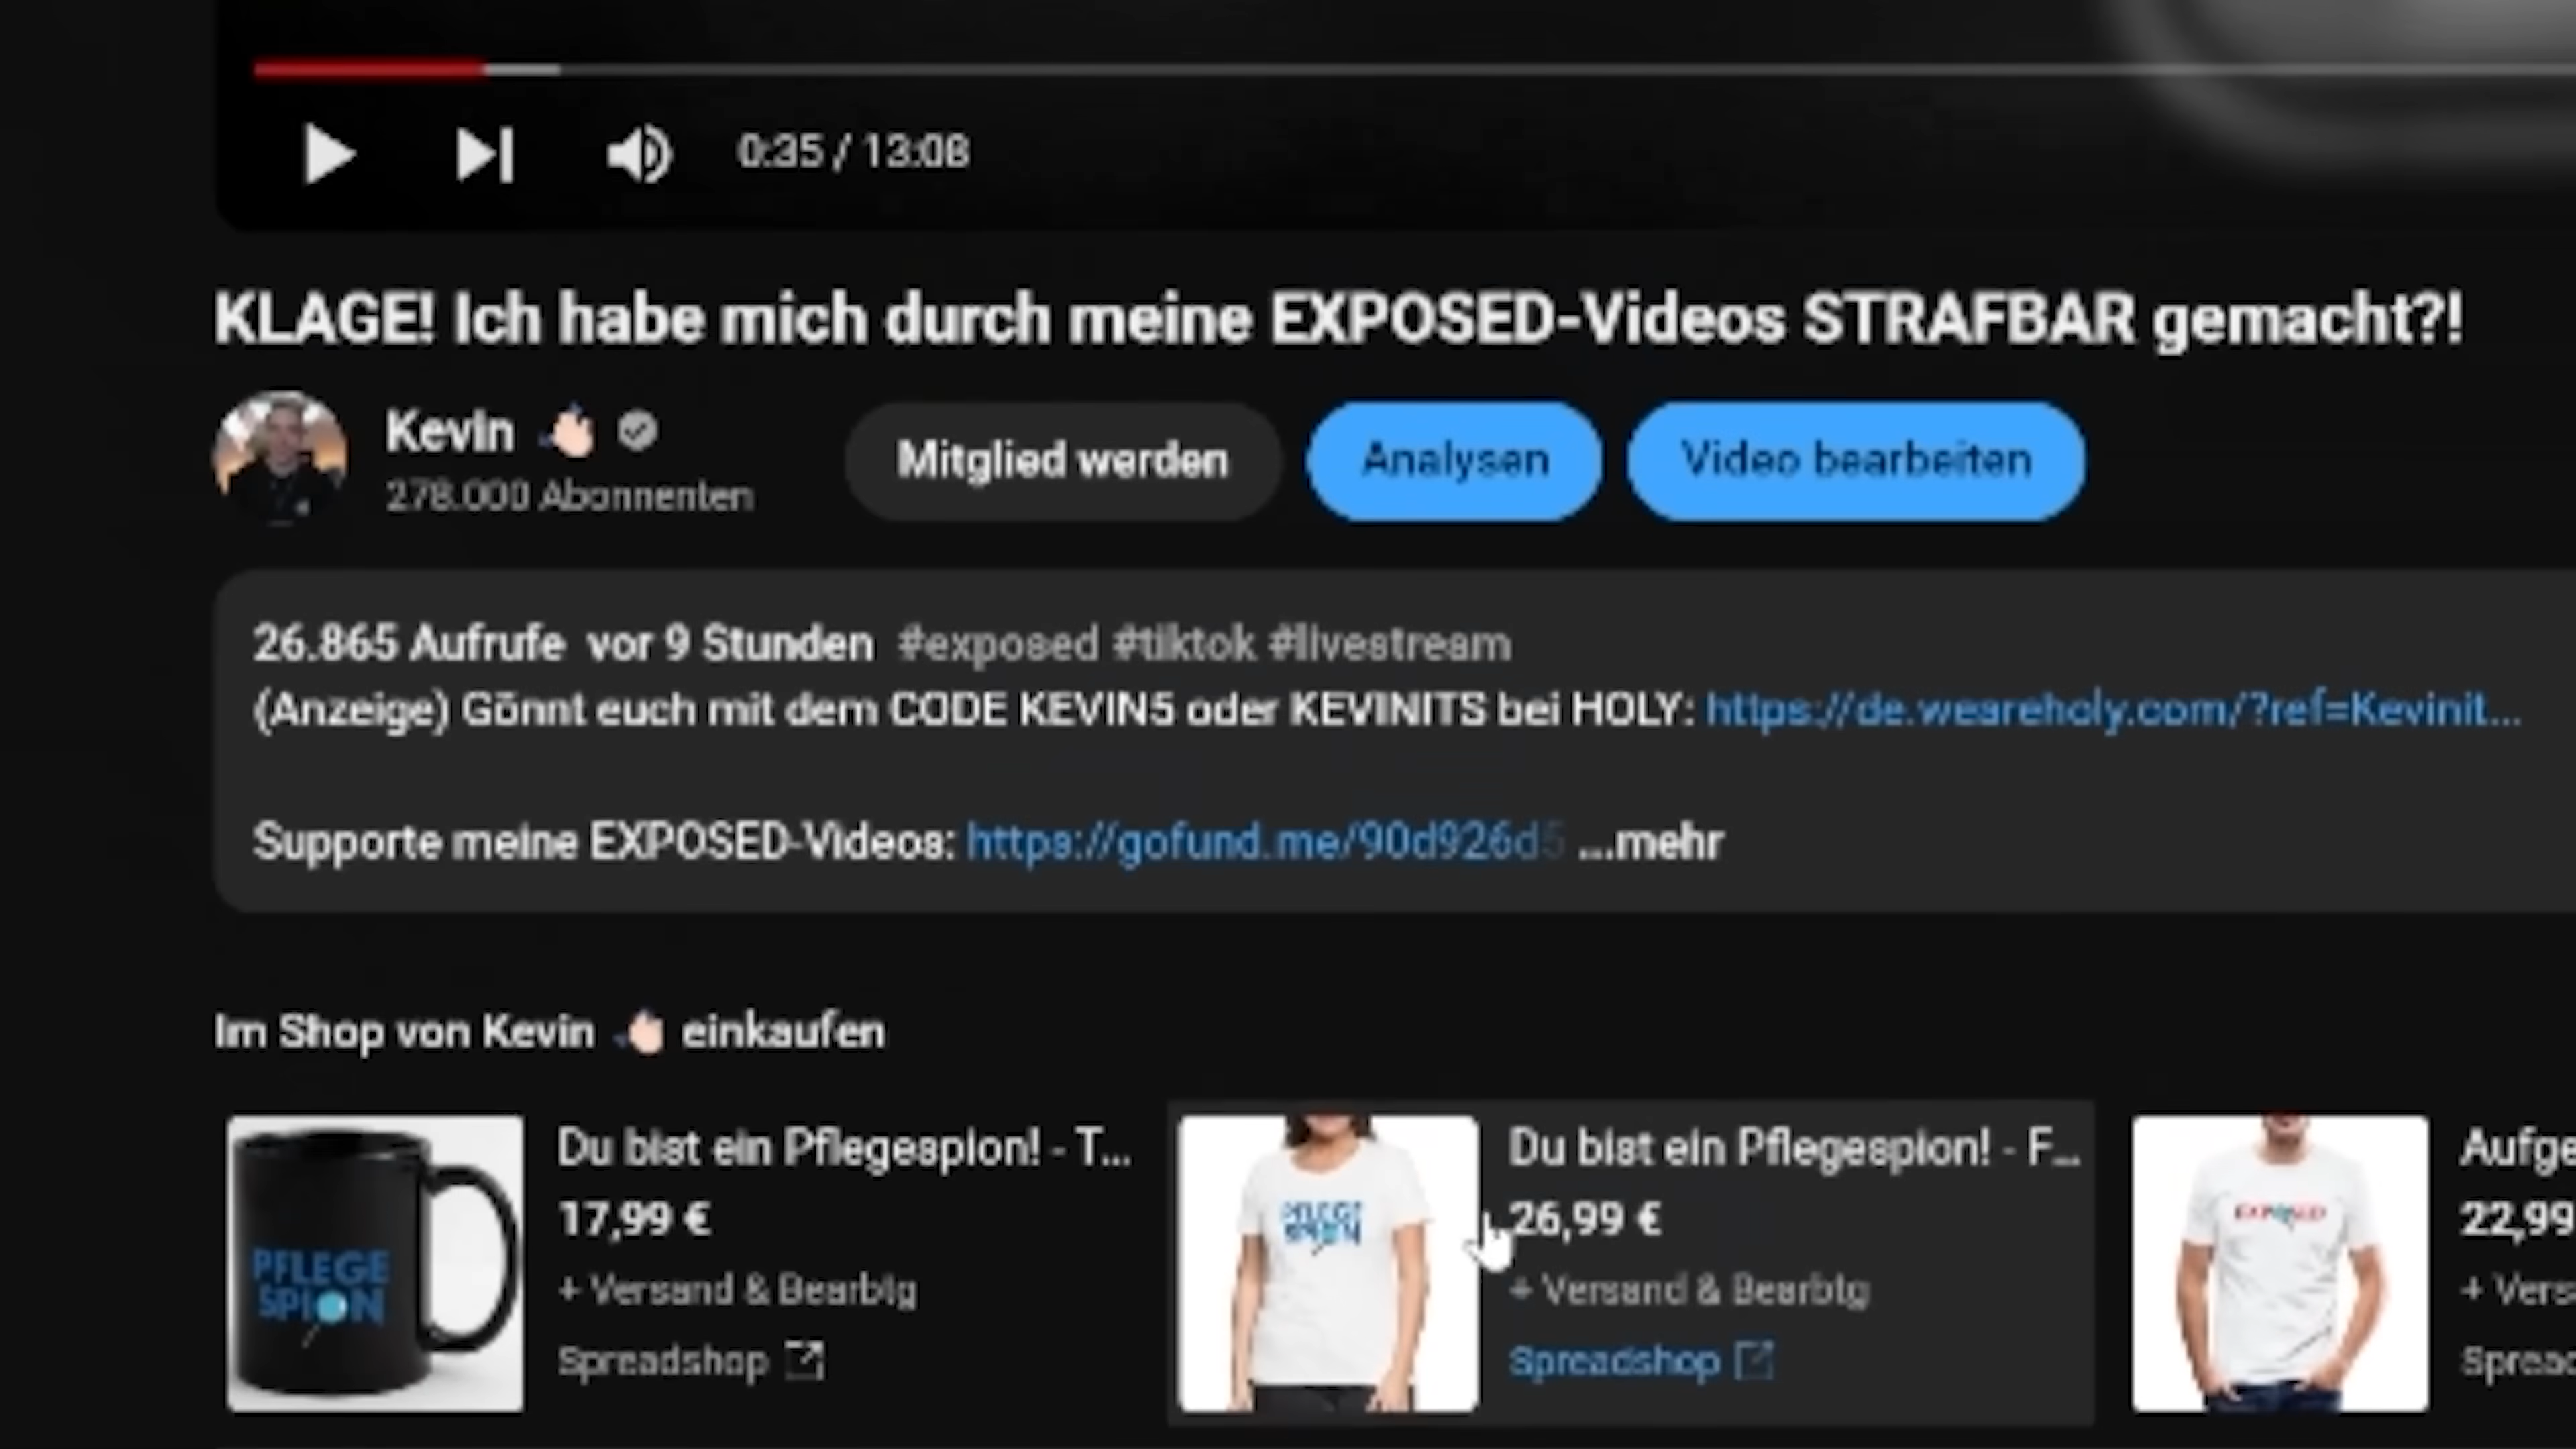 0:35 / 13:08
KLAGE! Ich habe mich durch meine EXPOSED-Videos STRAFBAR gemacht?!
Kevin
278.000 Abonnenten
Mitglied werden
Analysen
Video bearbeiten
26.865 Aufrufe vor 9 Stunden #exposed #tiktok #livestream
(Anzeige) Gönnt euch mit dem CODE KEVIN5 oder KEVINITS bei HOLY: https://de.weareholy.com/?ref=Kevinit...
Supporte meine EXPOSED-Videos: https://gofund.me/90d926d5 ...mehr
Im Shop von Kevin einkaufen
PFLEGE
SPION
Du bist ein Pflegespion! - T...
17,99 €
+ Versand & Bearbtg
Spreadshop
PFLEGE
SPION
Du bist ein Pflegespion! - F...
26,99 €
+ Versand & Bearbtg
Spreadshop
EXPOSED
Aufge
22,99
+ Vers
Spread